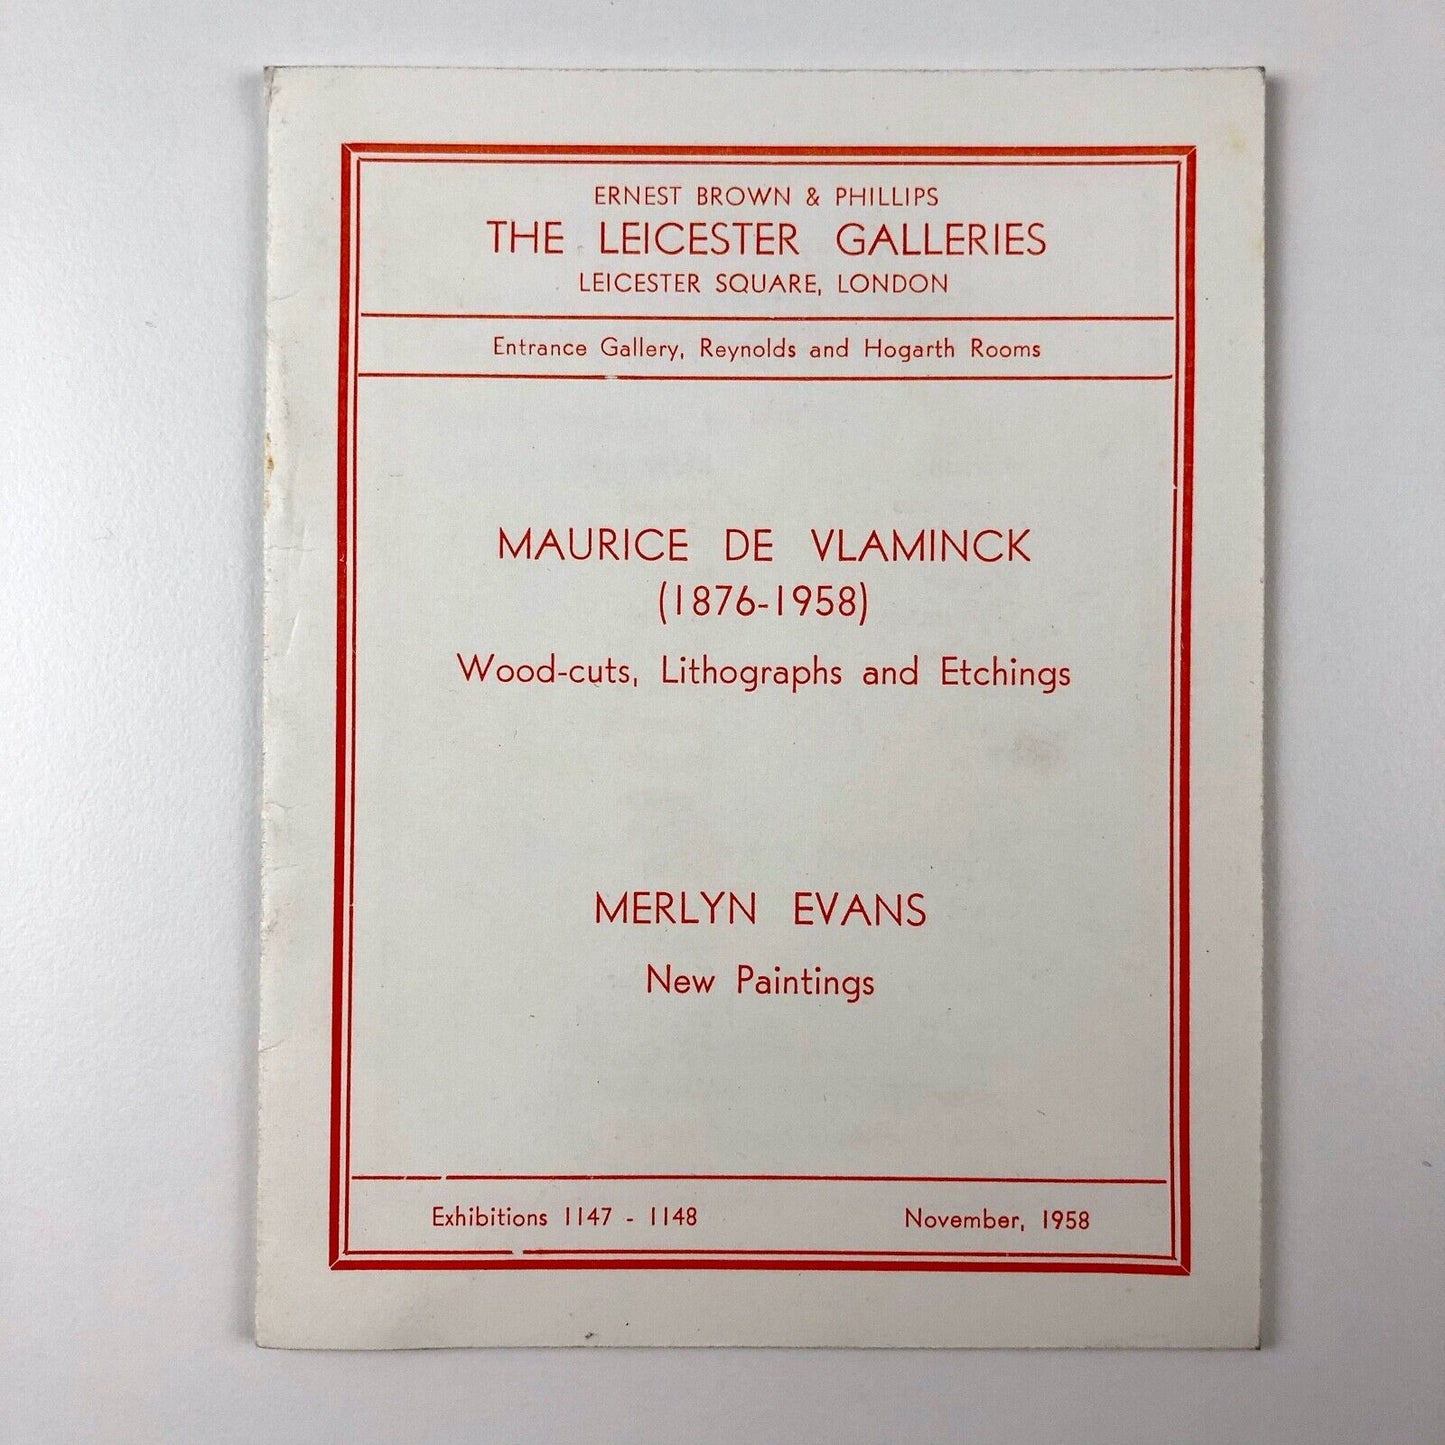 ERNEST BROWN & PHILLIPS
THE LEICESTER GALLERIES
LEICESTER SQUARE, LONDON
Entrance Gallery, Reynolds and Hogarth Rooms
MAURICE DE VLAMINCK
(1876-1958)
Wood-cuts, Lithographs and Etchings
MERLYN EVANS
New Paintings
Exhibitions 1147 - 1148 November, 1958